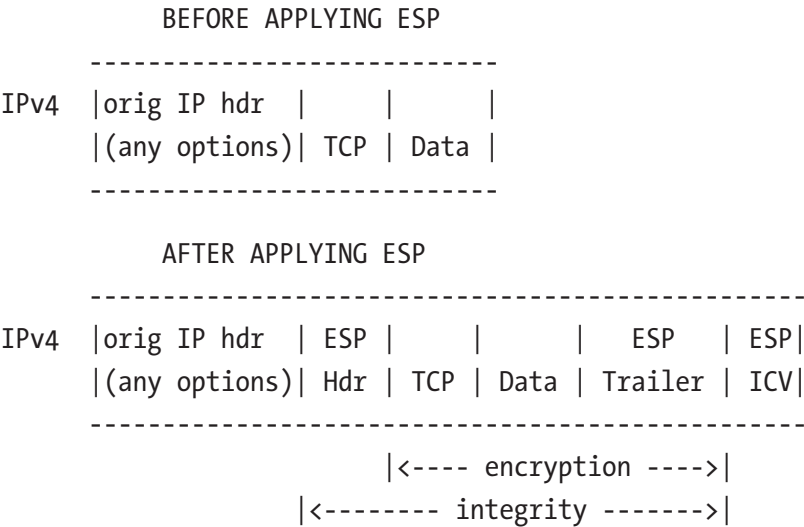 BEFORE APPLYING ESP
----------------------------
IPv4 |orig IP hdr | | |
|(any options)| TCP | Data |
----------------------------
AFTER APPLYING ESP
-------------------------------------------------
IPv4 |orig IP hdr | ESP | | | ESP | ESP|
|(any options)| Hdr | TCP | Data | Trailer | ICV|
-------------------------------------------------
|<---- encryption ---->|
|<-------- integrity ------->|